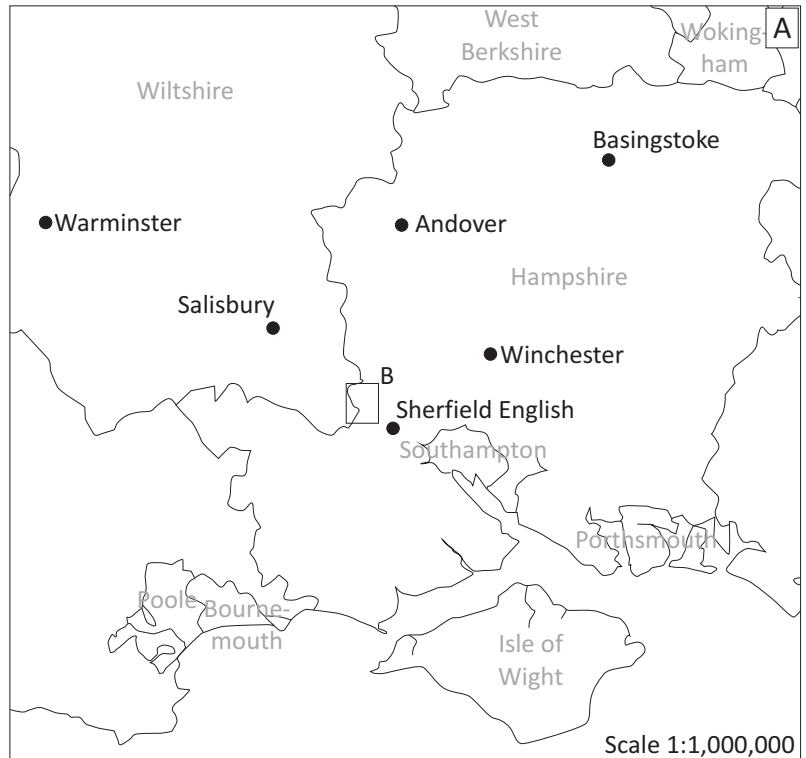 A
West
Berkshire
Woking-
ham
Wiltshire
Basingstoke
Warminster
Andover
Hampshire
Salisbury
Winchester
B
Sherfield English
Southampton
Porthsmouth
Poole
Bourne-
mouth
Isle of
Wight
Scale 1:1,000,000